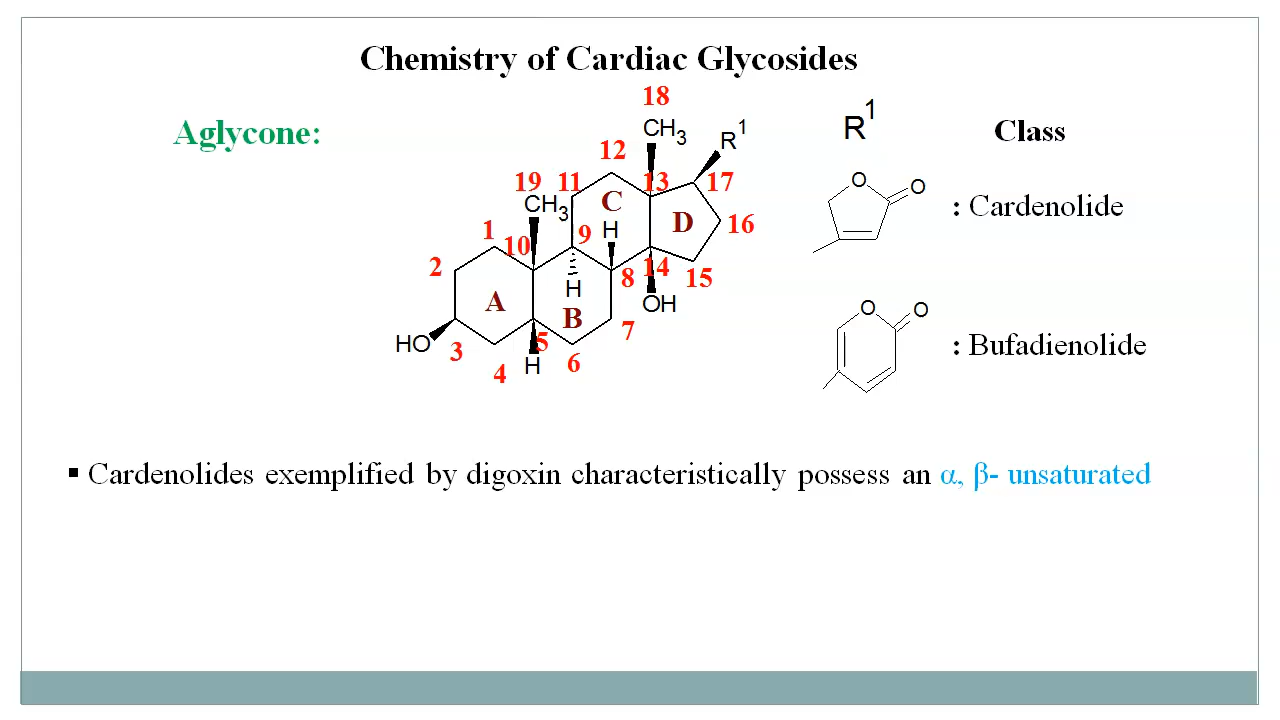 Chemistry of Cardiac Glycosides
Aglycone:
18
CH3
R1
R1
Class
12
19
11
13
17
O
O
: Cardenolide
CH3
C
D
H
16
1
10
9
2
8
14
15
H
OH
A
B
7
O
O
: Bufadienolide
HO
3
5
4
H
6
▪ Cardenolides exemplified by digoxin characteristically possess an α, β- unsaturated